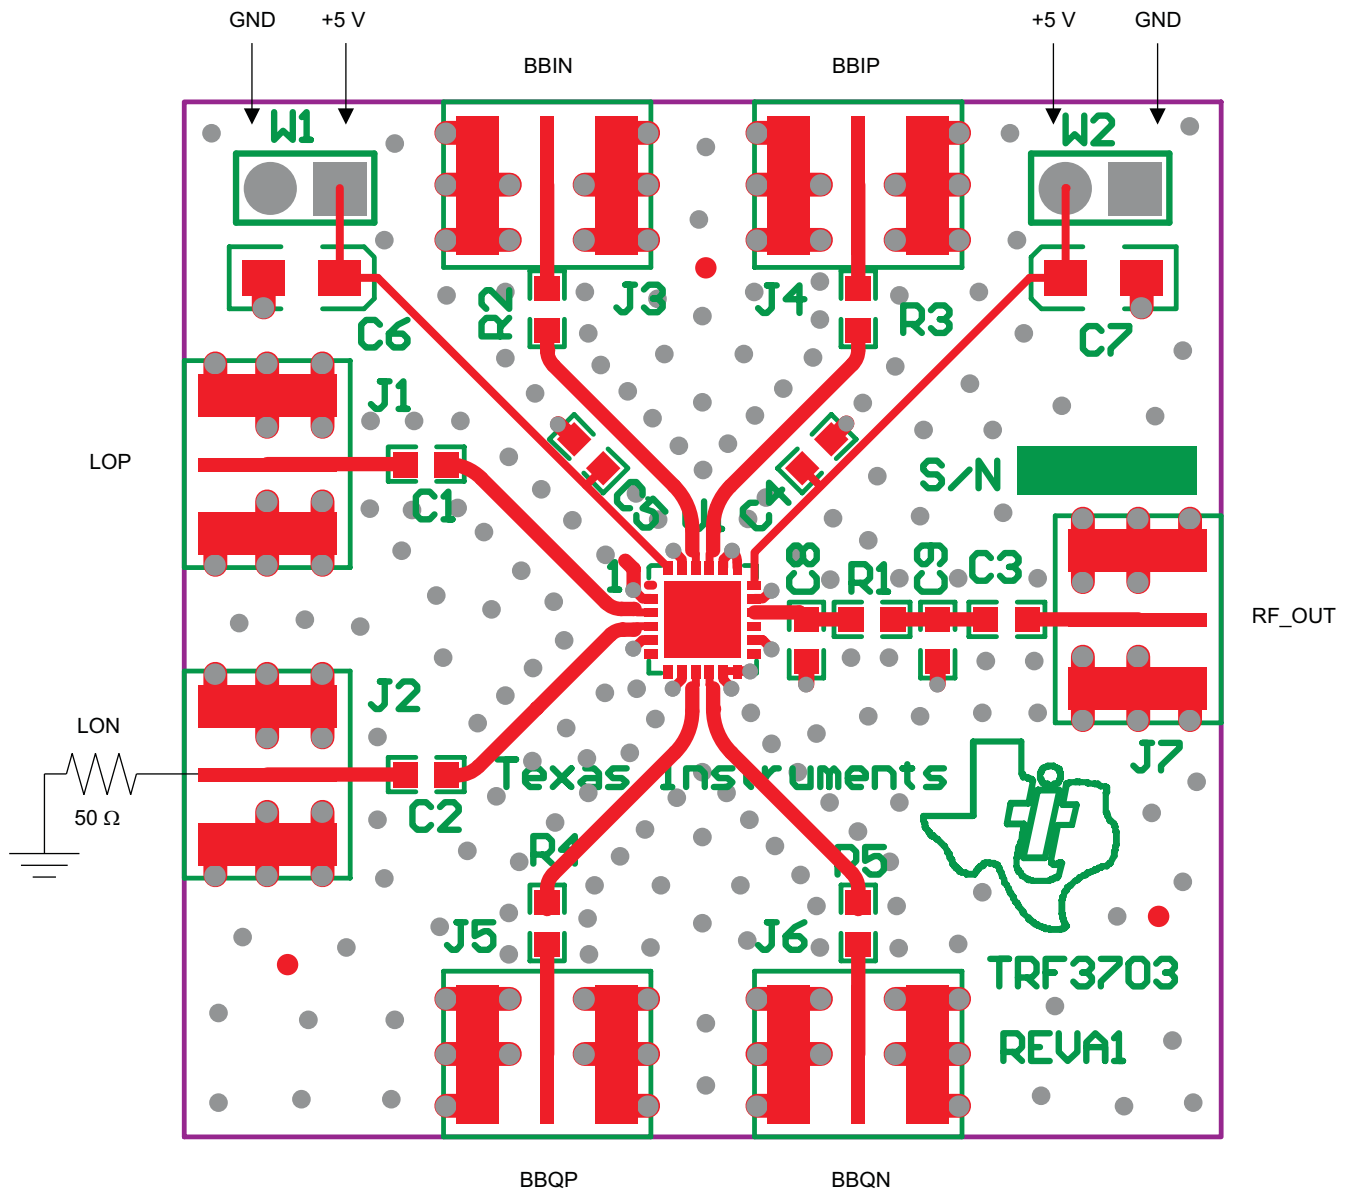 GND +5 V +5 V GND
BBIN BBIP
W1 W2
J3 J4
R2 R3
C6 C7
J1
LOP
S/N
C1 C5 U1 C4
1 C8 R1 C9 C3
RF_OUT
J2
LON
J7
Texas Instruments
50 Ω
C2
R4 R5
J5 J6
TRF3703
REVA1
BBQP BBQN